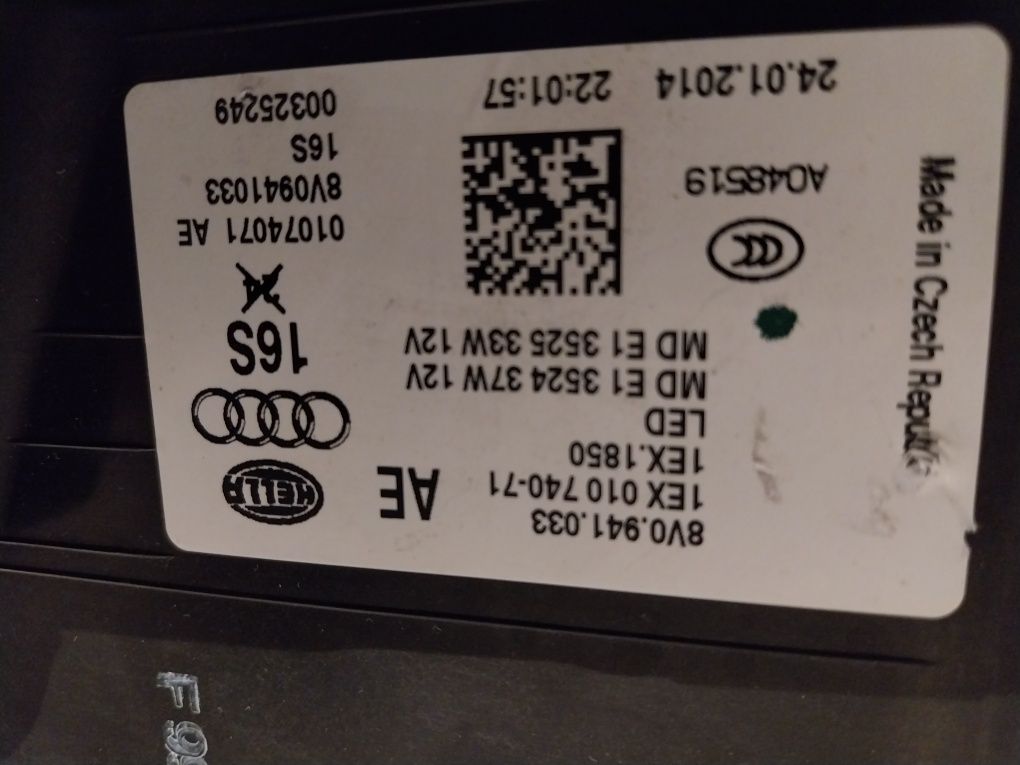 8V0.941.033
1EX 010 740-71
1EX.1850
LED
MD E1 3524 37W 12V
MD E1 3525 33W 12V
AE
HELLA
16S
01074071 AE
8V0941033
16S
00325249
A048519
24.01.2014 22:01:57
Made in Czech Republic
F 9